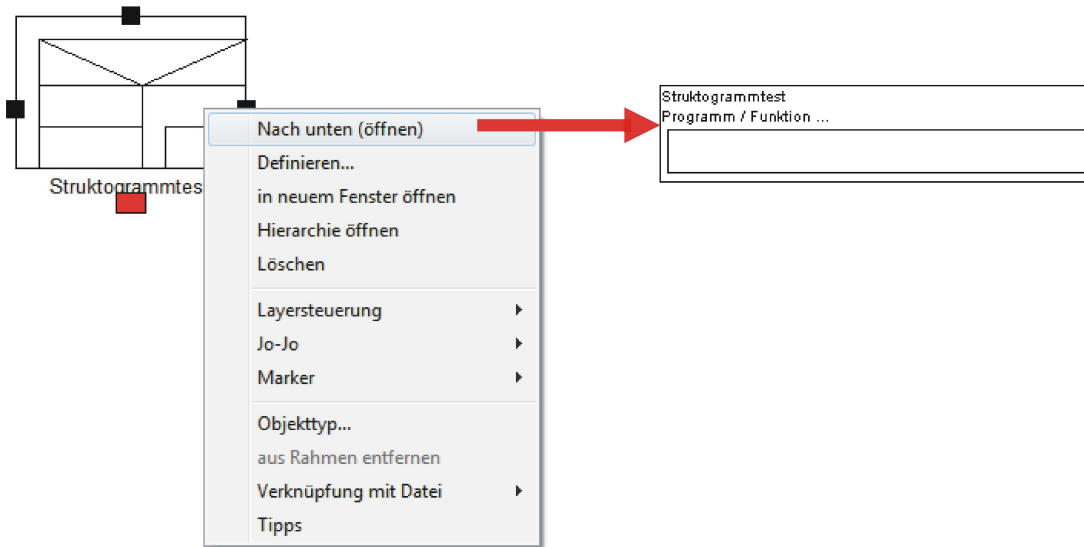 Struktogrammtes
Nach unten (öffnen)
Definieren...
in neuem Fenster öffnen
Hierarchie öffnen
Löschen
Layersteuerung
Jo-Jo
Marker
Objekttyp...
aus Rahmen entfernen
Verknüpfung mit Datei
Tipps
Struktogrammtest
Programm / Funktion ...